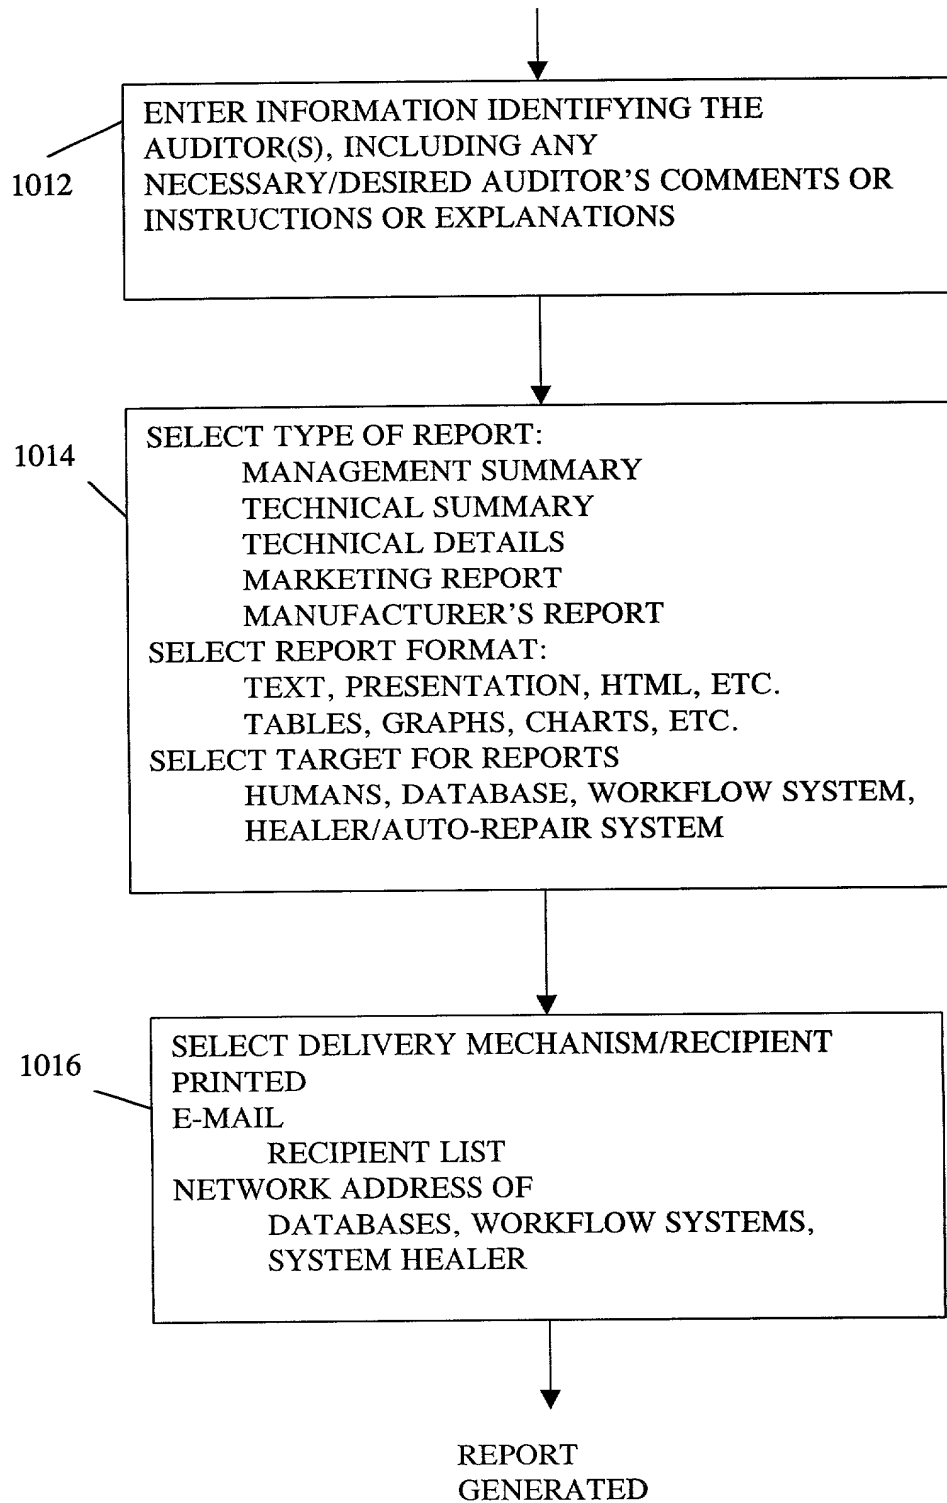 ENTER INFORMATION IDENTIFYING THE
AUDITOR(S), INCLUDING ANY
NECESSARY/DESIRED AUDITOR'S COMMENTS OR
INSTRUCTIONS OR EXPLANATIONS
1012
1014
SELECT TYPE OF REPORT:
MANAGEMENT SUMMARY
TECHNICAL SUMMARY
TECHNICAL DETAILS
MARKETING REPORT
MANUFACTURER'S REPORT
SELECT REPORT FORMAT:
TEXT, PRESENTATION, HTML, ETC.
TABLES, GRAPHS, CHARTS, ETC.
SELECT TARGET FOR REPORTS
HUMANS, DATABASE, WORKFLOW SYSTEM,
HEALER/AUTO-REPAIR SYSTEM
1016
SELECT DELIVERY MECHANISM/RECIPIENT
PRINTED
E-MAIL
RECIPIENT LIST
NETWORK ADDRESS OF
DATABASES, WORKFLOW SYSTEMS,
SYSTEM HEALER
REPORT
GENERATED